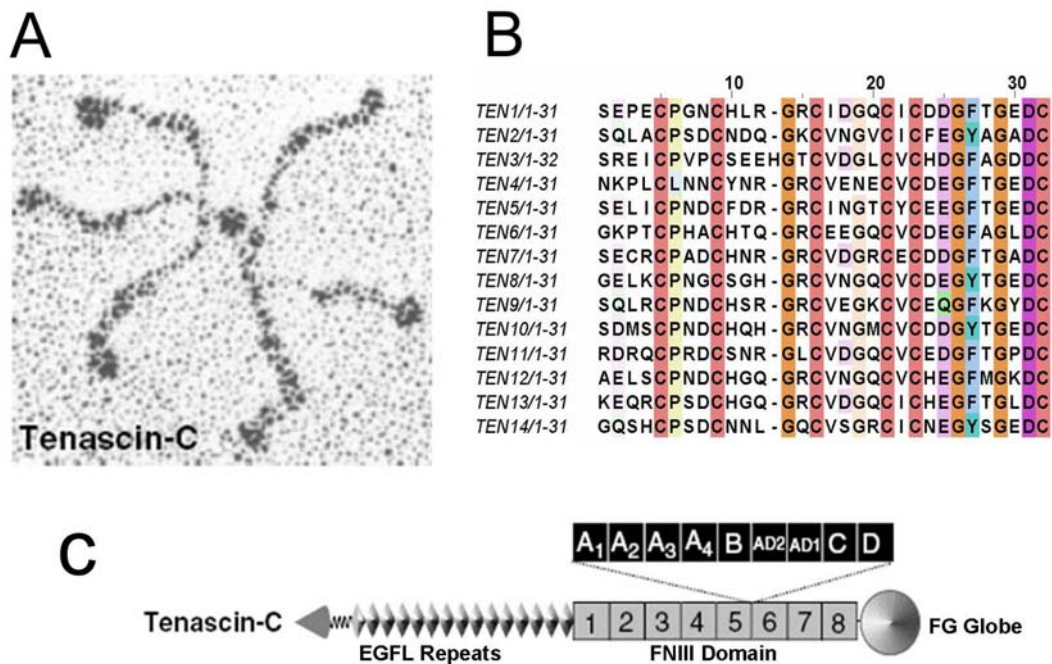 A
Tenascin-C
B
10 20 30
TEN1/1-31 SEPECPGNCHLR-GRCIDGQCICDDGFTGEDC
TEN2/1-31 SQLACPSDCNDQ-GKCVNGVCICFEGYAGADC
TEN3/1-32 SREICPVPCSEEHGTCVDGLCVCHDGFAGDDC
TEN4/1-31 NKPLCLNNCYNR-GRCVENECVCDEGFTGEDC
TEN5/1-31 SELICPNDCFDR-GRCINGTCYCEEGFTGEDC
TEN6/1-31 GKPTCPHACHTQ-GRCEEGQCVCDEGFAGLDC
TEN7/1-31 SECRCPADCHNR-GRCVDGRCECDDGFTGADC
TEN8/1-31 GELKCPNGCSGH-GRCVNGQCVCDEGYTGEDC
TEN9/1-31 SQLRCPNDCHSR-GRCVEGKCVCEQGFKGYDC
TEN10/1-31 SDMSCPNDCHQH-GRCVNGMCVCDDGYTGEDC
TEN11/1-31 RDRQCPRDCSNR-GLCVDGQCVCEDGFTGPDC
TEN12/1-31 AELSCPNDCHGQ-GRCVNGQCVCHEGFMGKDC
TEN13/1-31 KEQRCPSDCHGQ-GRCVDGQCICHEGFTGLDC
TEN14/1-31 GQSHCPSDCNNL-GQCVSGRCICNEGYSGEDC
C
A1 A2 A3 A4 B AD2 AD1 C D
Tenascin-C 1 2 3 4 5 6 7 8 FG Globe
EGFL Repeats FNIII Domain